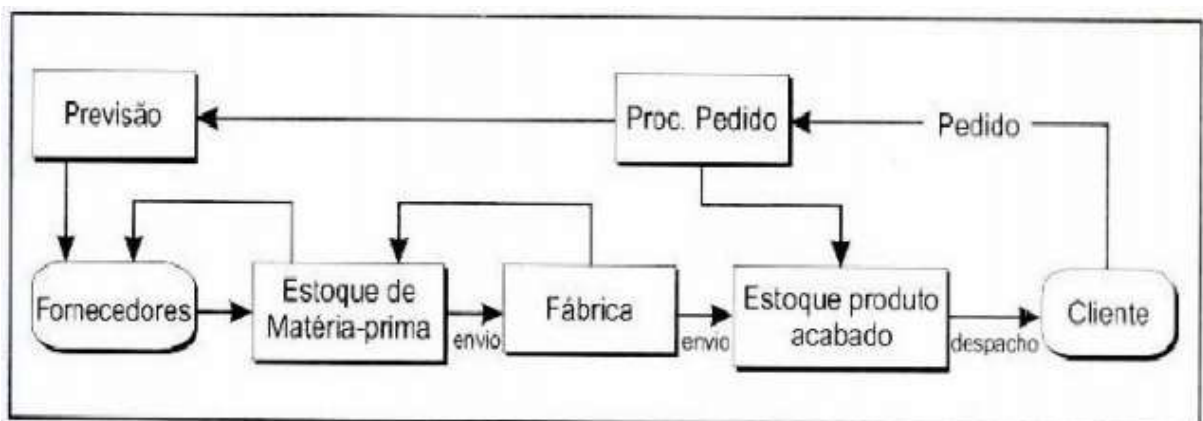 Previsão
Proc. Pedido
Pedido
Fornecedores
Estoque de
Matéria-prima
envio
Fábrica
envio
Estoque produto
acabado
despacho
Cliente